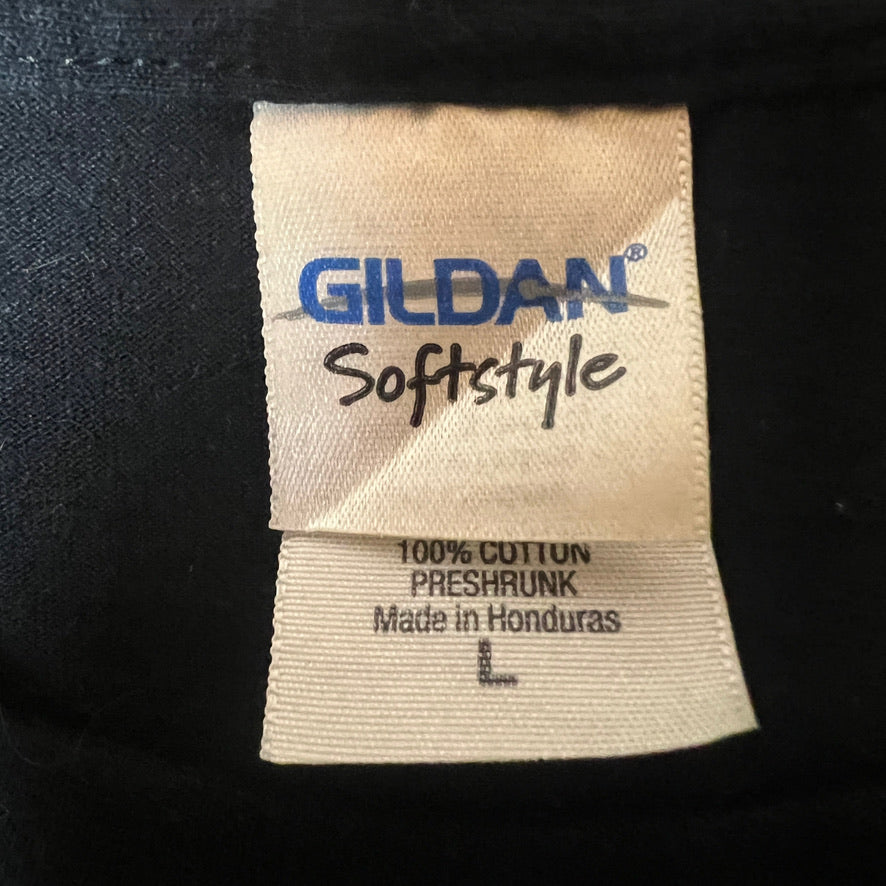 GILDAN®
Softstyle
100% COTTON
PRESHRUNK
Made in Honduras
L